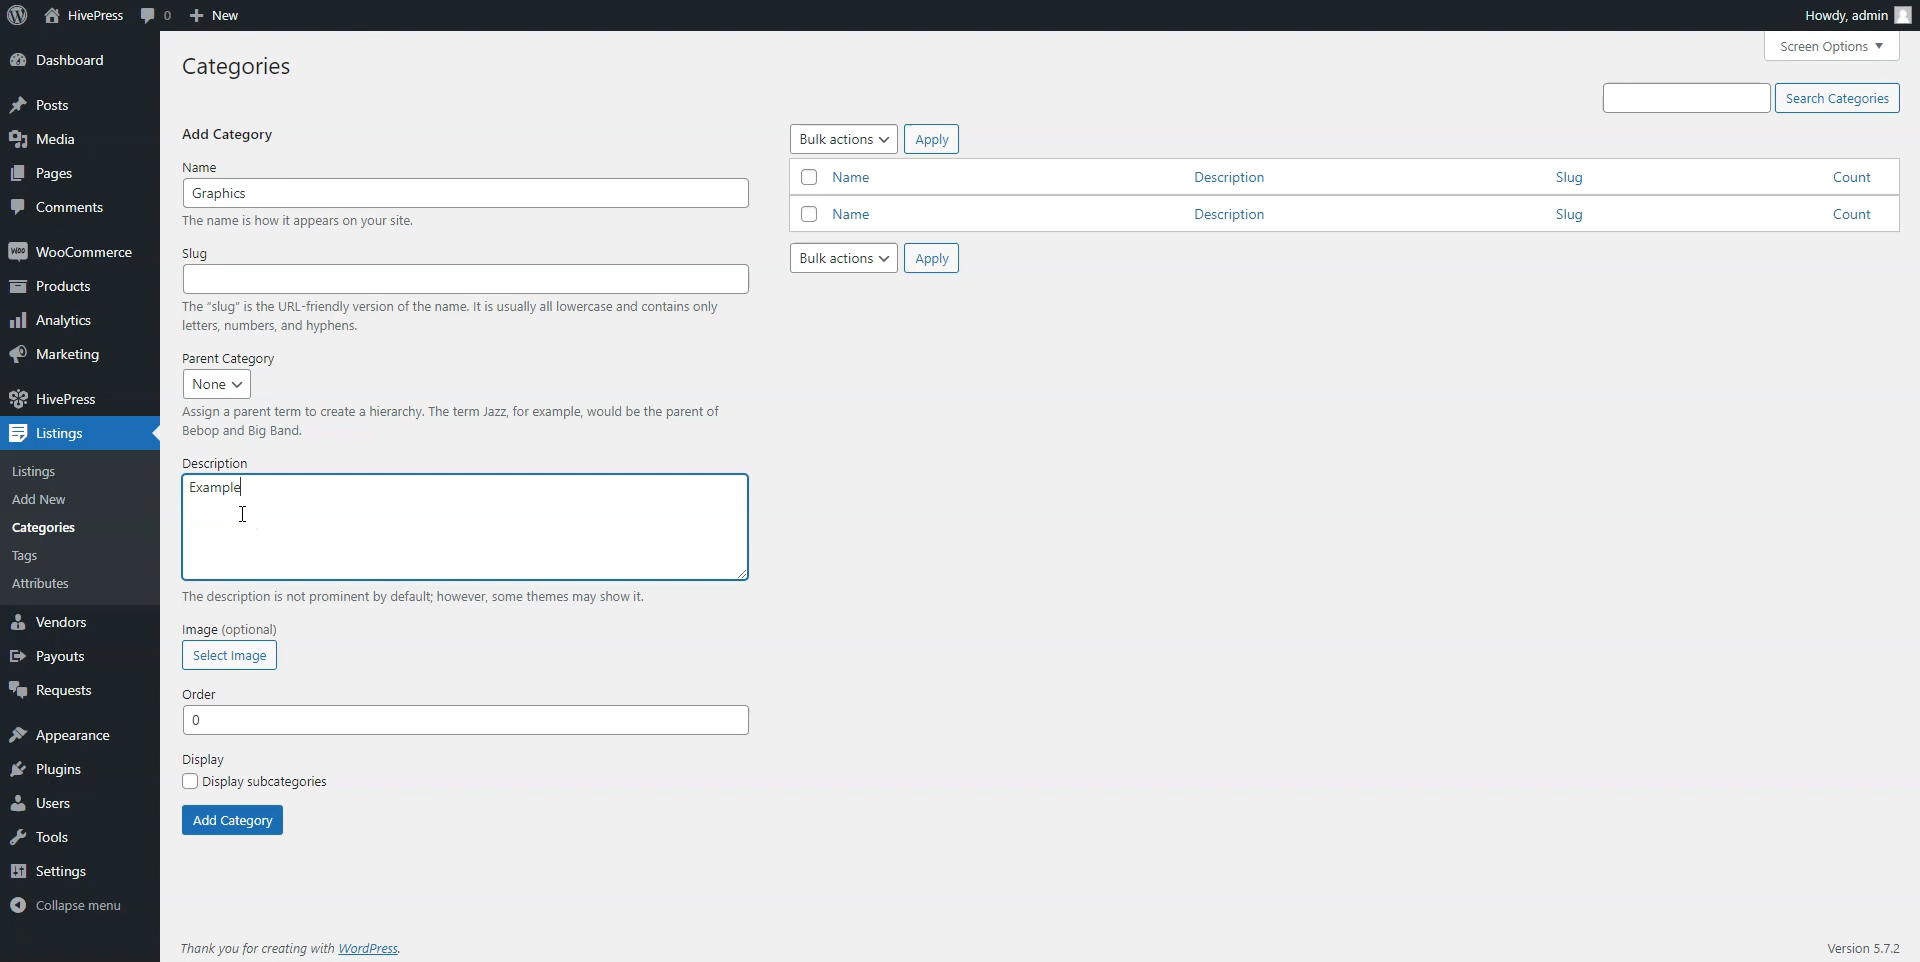 HivePress 0 New Howdy, admin
Dashboard
Posts
Media
Pages
Comments
WooCommerce
Products
Analytics
Marketing
HivePress
Listings
Listings
Add New
Categories
Tags
Attributes
Vendors
Payouts
Requests
Appearance
Plugins
Users
Tools
Settings
Collapse menu
Screen Options
Categories
Search Categories
Add Category
Name
Graphics
The name is how it appears on your site.
Slug
The “slug” is the URL-friendly version of the name. It is usually all lowercase and contains only
letters, numbers, and hyphens.
Parent Category
None
Assign a parent term to create a hierarchy. The term Jazz, for example, would be the parent of
Bebop and Big Band.
Description
Example
The description is not prominent by default; however, some themes may show it.
Image (optional)
Select Image
Order
0
Display
Display subcategories
Add Category
Bulk actions Apply
Name Description Slug Count
Name Description Slug Count
Bulk actions Apply
Thank you for creating with WordPress.
Version 5.7.2